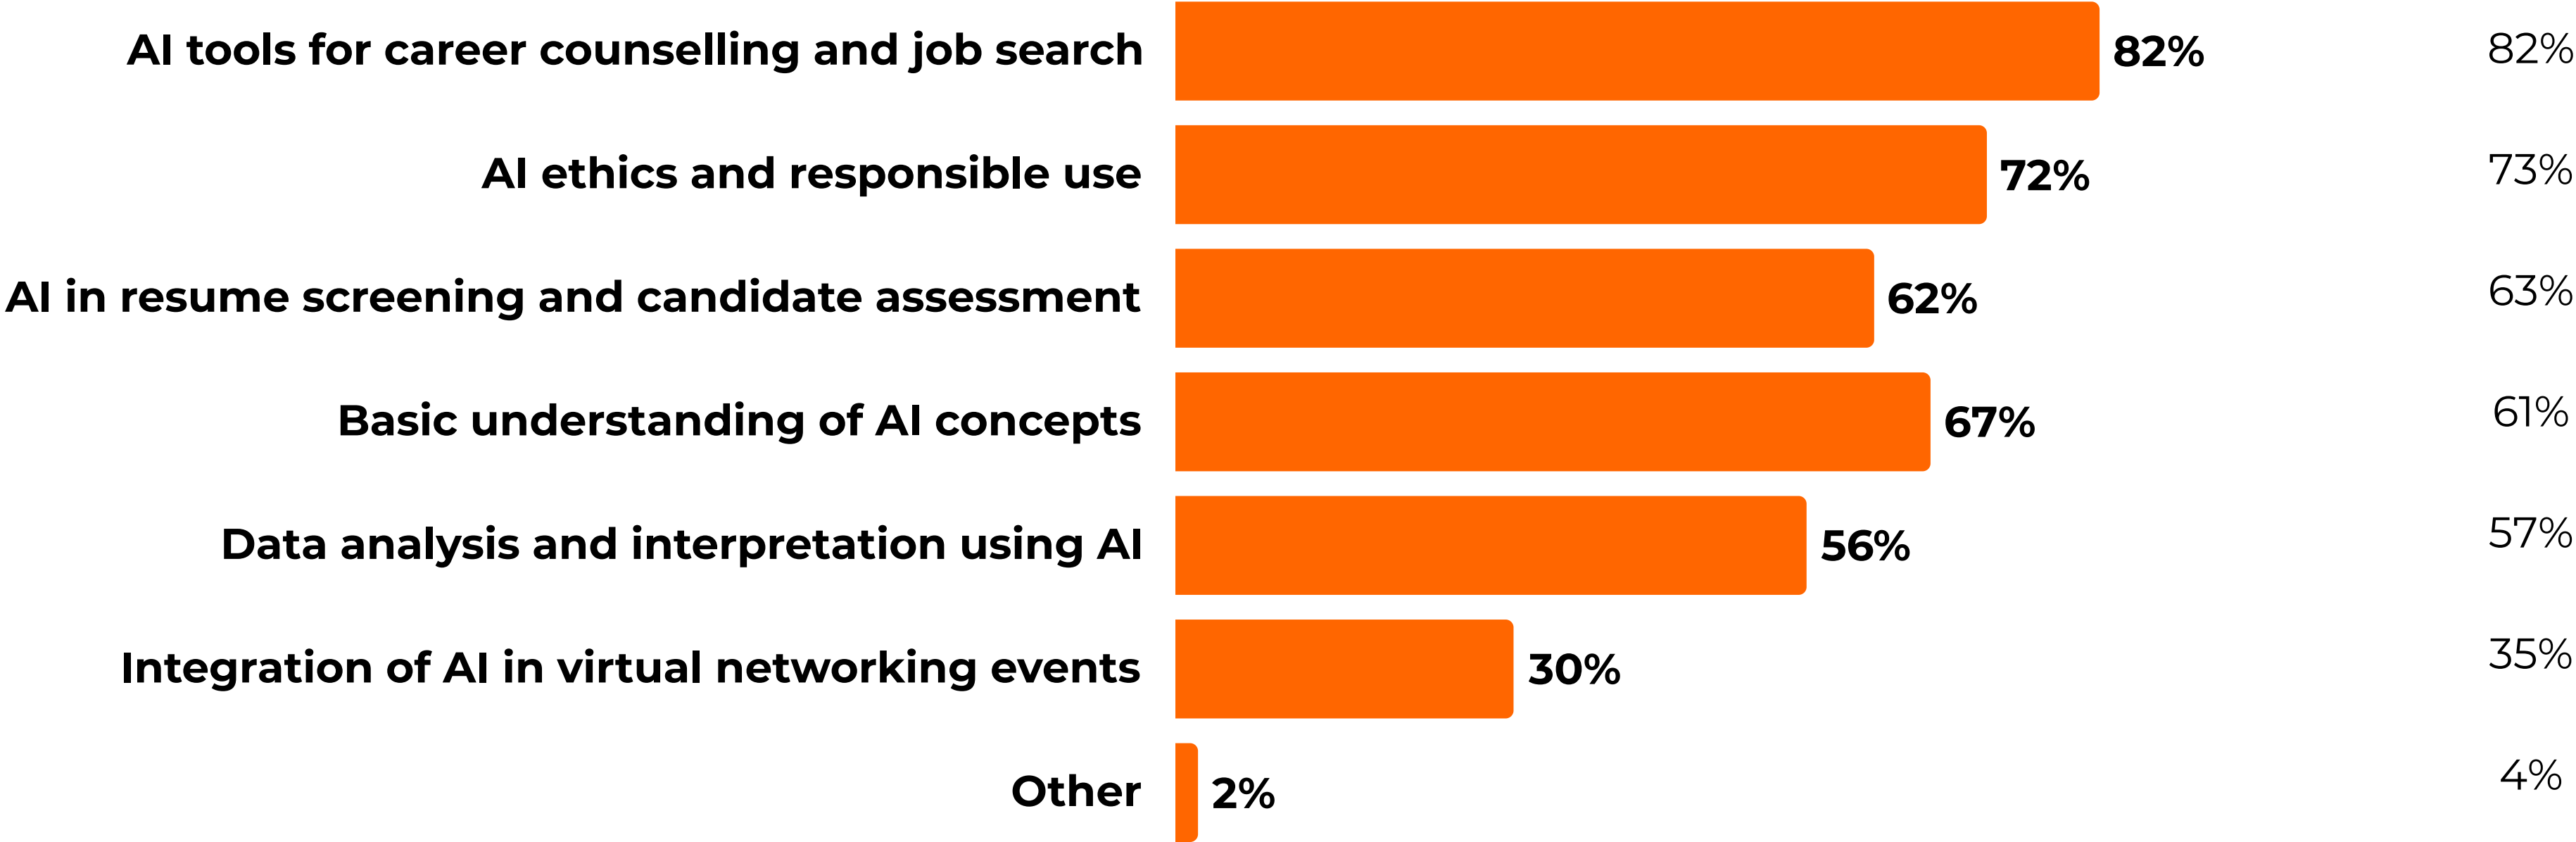 AI tools for career counselling and job search 82% 82%
AI ethics and responsible use 72% 73%
AI in resume screening and candidate assessment 62% 63%
Basic understanding of AI concepts 67% 61%
Data analysis and interpretation using AI 56% 57%
Integration of AI in virtual networking events 30% 35%
Other 2% 4%